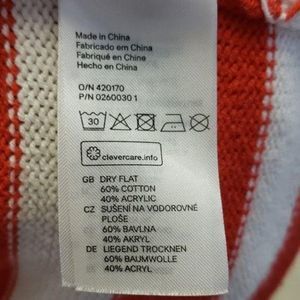 Made in China
Fabricado em China
Fabriqué en Chine
Hecho en China
O/N 420170
P/N 0260030 1
30
clevercare.info
GB DRY FLAT
60% COTTON
40% ACRYLIC
CZ SUŠENÍ NA VODOROVNÉ
PLOŠE
60% BAVLNA
40% AKRYL
DE LIEGEND TROCKNEN
60% BAUMWOLLE
40% ACRYL